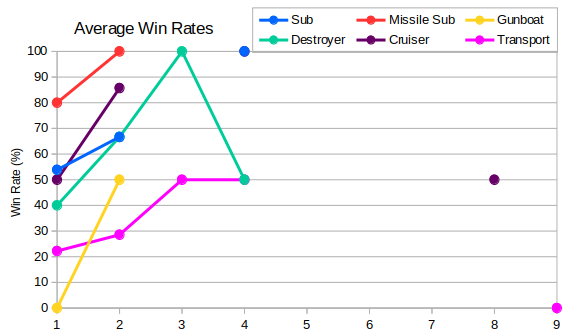 Average Win Rates
Sub Missile Sub Gunboat
Destroyer Cruiser Transport
Win Rate (%)
100
90
80
70
60
50
40
30
20
10
0
1 2 3 4 5 6 7 8 9